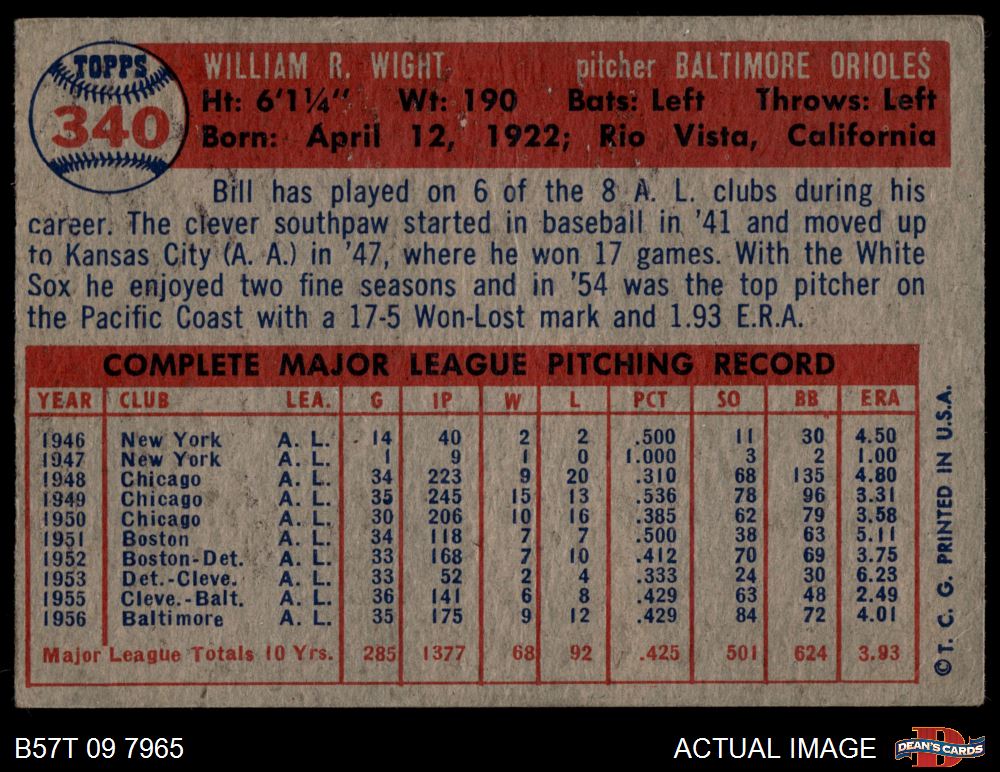 TOPPS
340
WILLIAM R. WIGHT pitcher BALTIMORE ORIOLES
Ht: 6'1¼" Wt: 190 Bats: Left Throws: Left
Born: April 12, 1922; Rio Vista, California
Bill has played on 6 of the 8 A. L. clubs during his
career. The clever southpaw started in baseball in '41 and moved up
to Kansas City (A. A.) in '47, where he won 17 games. With the White
Sox he enjoyed two fine seasons and in '54 was the top pitcher on
the Pacific Coast with a 17-5 Won-Lost mark and 1.93 E.R.A.
COMPLETE MAJOR LEAGUE PITCHING RECORD
YEAR CLUB LEA. G IP W L PCT SO BB ERA
1946 New York A. L. 14 40 2 2 .500 11 30 4.50
1947 New York A. L. 1 9 1 0 1.000 3 2 1.00
1948 Chicago A. L. 34 223 9 20 .310 68 135 4.80
1949 Chicago A. L. 35 245 15 13 .536 78 96 3.31
1950 Chicago A. L. 30 206 10 16 .385 62 79 3.58
1951 Boston A. L. 34 118 7 7 .500 38 63 5.11
1952 Boston-Det. A. L. 33 168 7 10 .412 70 69 3.75
1953 Det.-Cleve. A. L. 33 52 2 4 .333 24 30 6.23
1955 Cleve.-Balt. A. L. 36 141 6 8 .429 63 48 2.49
1956 Baltimore A. L. 35 175 9 12 .429 84 72 4.01
Major League Totals 10 Yrs. 285 1377 68 92 .425 501 624 3.93
© T. C. G. PRINTED IN U.S.A.
B57T 09 7965
ACTUAL IMAGE
DEAN'S CARDS